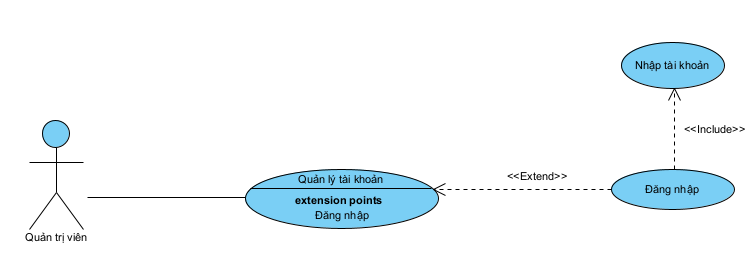 Nhập tài khoản
<<Include>>
Quản lý tài khoản
<<Extend>>
extension points
Đăng nhập
Đăng nhập
Quản trị viên